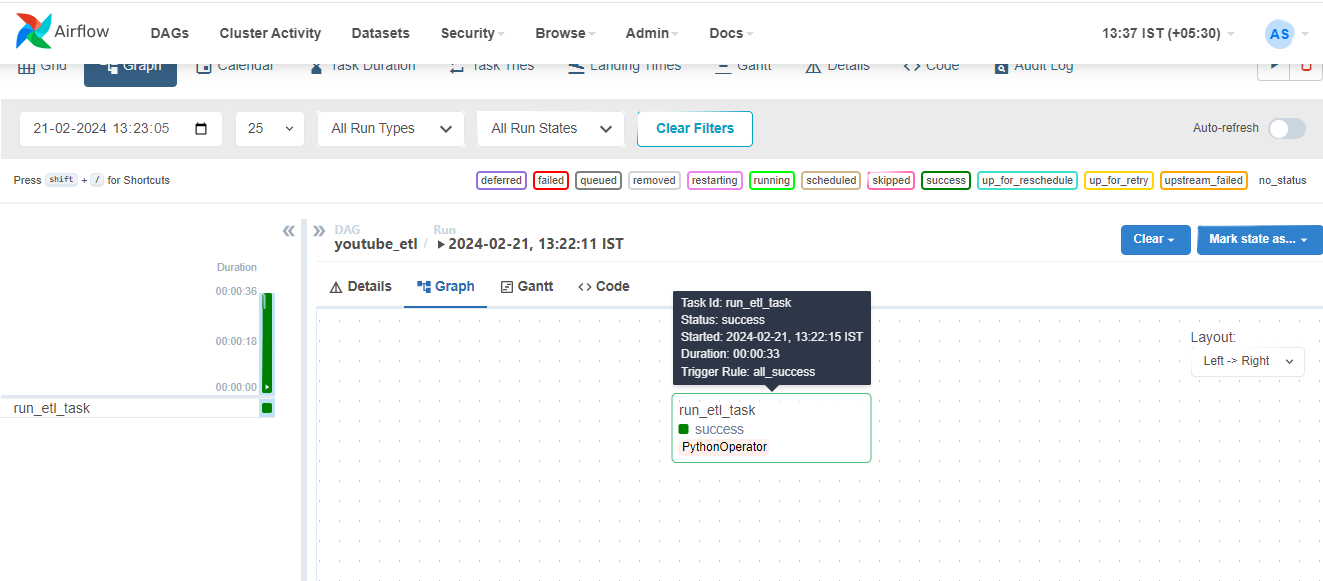 Airflow DAGs Cluster Activity Datasets Security Browse Admin Docs 13:37 IST (+05:30) AS
Grid Graph Calendar Task Duration Task Tries Landing Times Gantt Details Code Audit Log
21-02-2024 13:23:05 25 All Run Types All Run States Clear Filters Auto-refresh
Press shift + / for Shortcuts deferred failed queued removed restarting running scheduled skipped success up_for_reschedule up_for_retry upstream_failed no_status
DAG Run
youtube_etl / 2024-02-21, 13:22:11 IST Clear Mark state as...
Duration
00:00:36
00:00:18
00:00:00
run_etl_task
Details Graph Gantt Code
Task Id: run_etl_task
Status: success
Started: 2024-02-21, 13:22:15 IST
Duration: 00:00:33
Trigger Rule: all_success
Layout:
Left -> Right
run_etl_task
success
PythonOperator